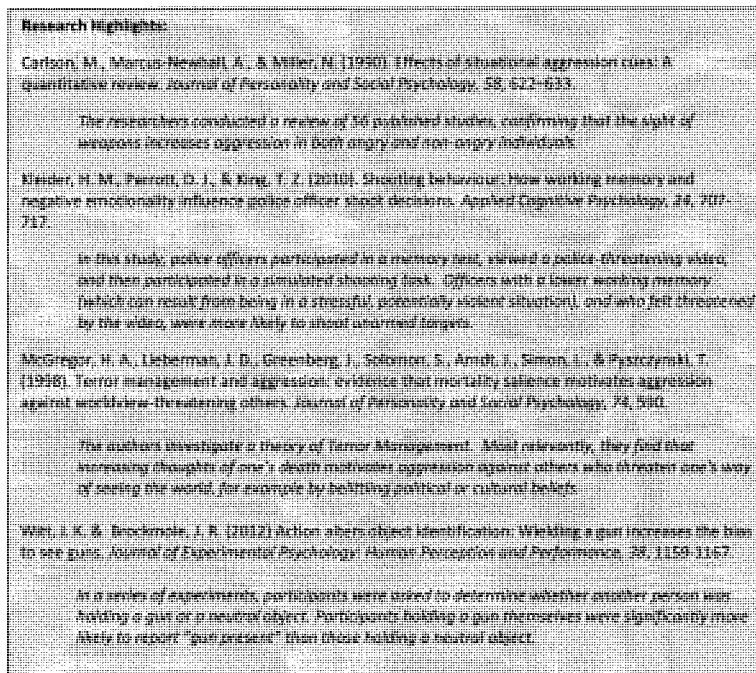 Research Highlights:
Carlson, M., Marcus-Newhall, A., & Miller, N. (1990). Effects of situational aggression cues: A
quantitative review. Journal of Personality and Social Psychology, 58, 622–633.
The researchers conducted a review of 56 published studies, confirming that the sight of
weapons increases aggression in both angry and non-angry individuals.
Kleider, H. M., Parrott, D. J., & King, T. Z. (2010). Shooting behaviour: How working memory and
negative emotionality influence police officer shoot decisions. Applied Cognitive Psychology, 24, 707-
717.
In this study, police officers participated in a memory test, viewed a police-threatening video,
and then participated in a simulated shooting task. Officers with a lower working memory
(which can result from being in a stressful, potentially violent situation), and who felt threatened
by the video, were more likely to shoot unarmed targets.
McGregor, H. A., Lieberman, J. D., Greenberg, J., Solomon, S., Arndt, J., Simon, L., & Pyszczynski, T.
(1998). Terror management and aggression: evidence that mortality salience motivates aggression
against worldview-threatening others. Journal of Personality and Social Psychology, 74, 590.
The authors investigate a theory of Terror Management. Most relevantly, they find that
increasing thoughts of one's death motivates aggression against others who threaten one's way
of seeing the world, for example by belittling political or cultural beliefs.
Witt, J. K. & Brockmole, J. R. (2012) Action alters object identification: Wielding a gun increases the bias
to see guns. Journal of Experimental Psychology: Human Perception and Performance, 38, 1159-1167.
In a series of experiments, participants were asked to determine whether another person was
holding a gun or a neutral object. Participants holding a gun themselves were significantly more
likely to report "gun present" than those holding a neutral object.